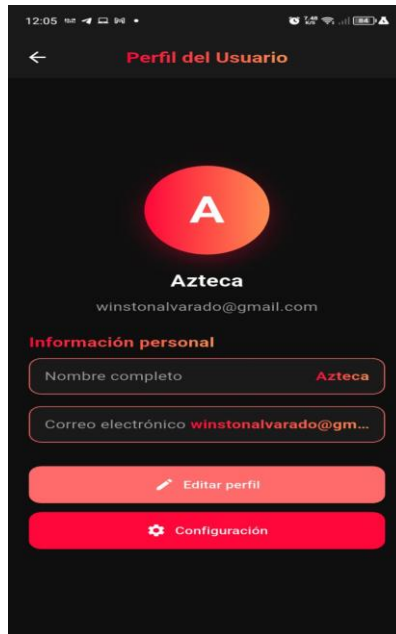 12:05
Perfil del Usuario
A
Azteca
winstonalvarado@gmail.com
Información personal
Nombre completo Azteca
Correo electrónico winstonalvarado@gm...
Editar perfil
Configuración